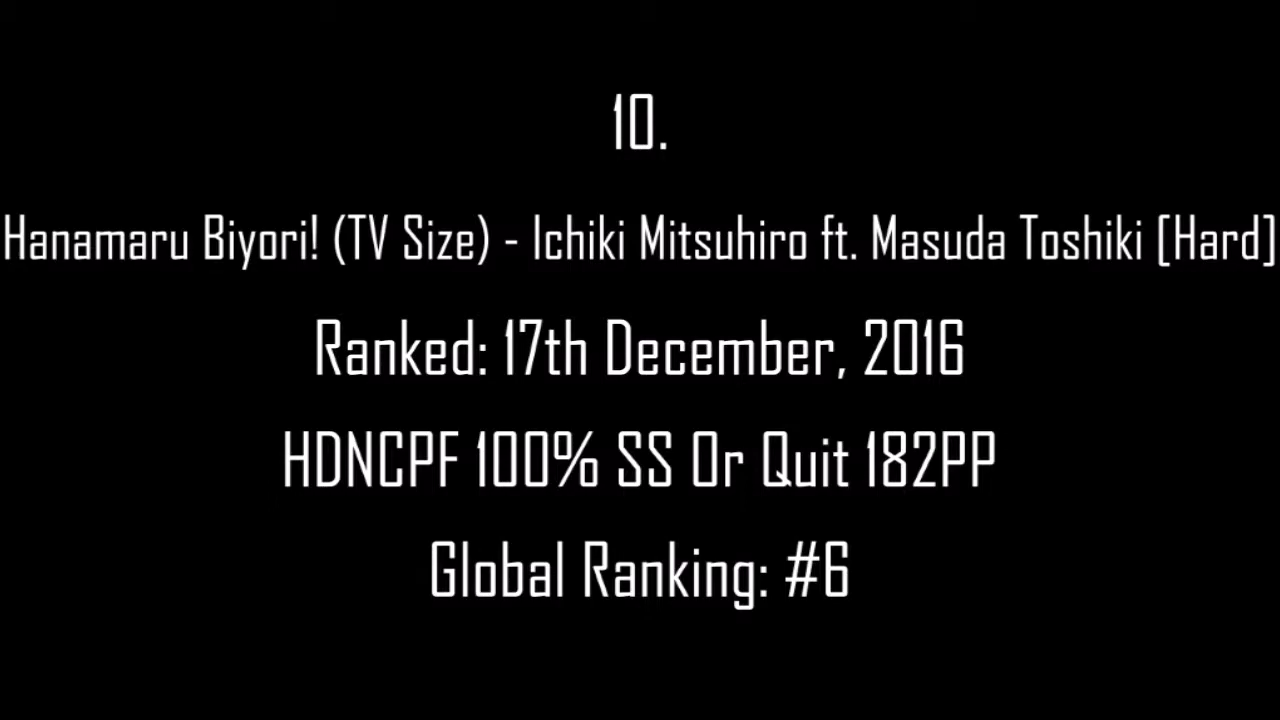 10.
Hanamaru Biyori! (TV Size) - Ichiki Mitsuhiro ft. Masuda Toshiki [Hard]
Ranked: 17th December, 2016
HDNCPF 100% SS Or Quit 182PP
Global Ranking: #6